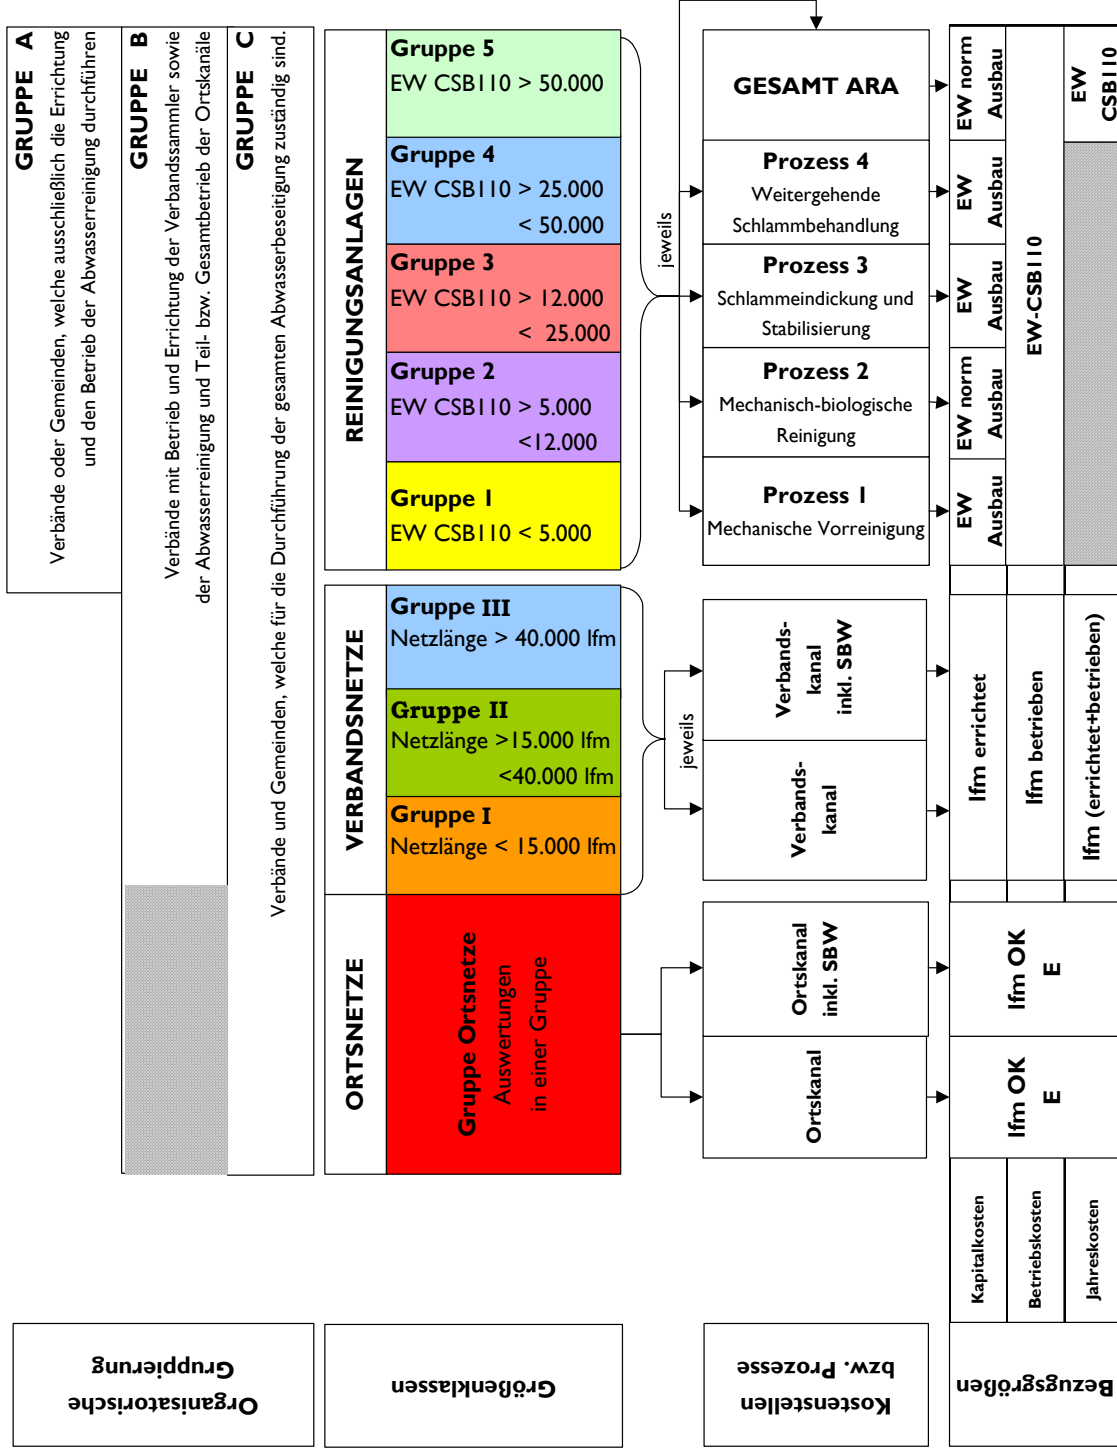 GRUPPE A
Verbände oder Gemeinden, welche ausschließlich die Errichtung
und den Betrieb der Abwasserreinigung durchführen
GRUPPE B
Verbände mit Betrieb und Errichtung der Verbandssammler sowie
der Abwasserreinigung und Teil- bzw. Gesamtbetrieb der Ortskanäle
GRUPPE C
Verbände und Gemeinden, welche für die Durchführung der gesamten Abwasserbeseitigung zuständig sind.
REINIGUNGSANLAGEN
Gruppe 5
EW CSB110 > 50.000
Gruppe 4
EW CSB110 > 25.000
< 50.000
Gruppe 3
EW CSB110 > 12.000
< 25.000
Gruppe 2
EW CSB110 > 5.000
<12.000
Gruppe 1
EW CSB110 < 5.000
VERBANDSNETZE
Gruppe III
Netzlänge > 40.000 lfm
Gruppe II
Netzlänge >15.000 lfm
<40.000 lfm
Gruppe I
Netzlänge < 15.000 lfm
ORTSNETZE
Gruppe Ortsnetze
Auswertungen
in einer Gruppe
jeweils
jeweils
GESAMT ARA
Prozess 4
Weitergehende
Schlammbehandlung
Prozess 3
Schlammeindickung und
Stabilisierung
Prozess 2
Mechanisch-biologische
Reinigung
Prozess 1
Mechanische Vorreinigung
Verbands-
kanal
inkl. SBW
Verbands-
kanal
Ortskanal
inkl. SBW
Ortskanal
EW norm
Ausbau
EW
Ausbau
EW
Ausbau
EW norm
Ausbau
EW
Ausbau
EW-CSB110
EW
CSB110
lfm errichtet
lfm betrieben
lfm (errichtet+betrieben)
lfm OK
E
lfm OK
E
Kapitalkosten
Betriebskosten
Jahreskosten
Organisatorische
Gruppierung
Größenklassen
Kostenstellen
bzw. Prozesse
Bezugsgrößen